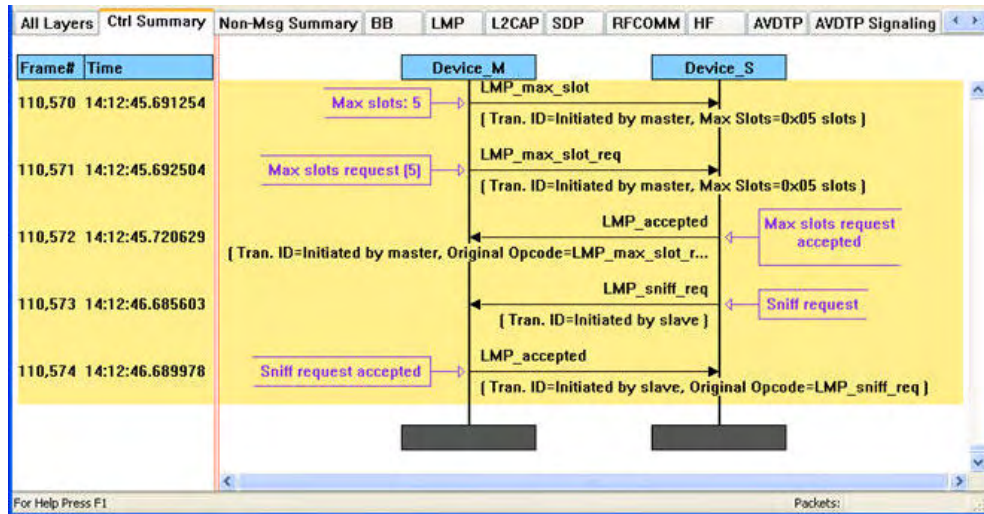 All Layers Ctrl Summary Non-Msg Summary BB LMP L2CAP SDP RFCOMM HF AVDTP AVDTP Signaling
Frame# Time Device_M Device_S
LMP_max_slot
110,570 14:12:45.691254 Max slots: 5
[ Tran. ID=Initiated by master, Max Slots=0x05 slots ]
LMP_max_slot_req
110,571 14:12:45.692504 Max slots request (5)
[ Tran. ID=Initiated by master, Max Slots=0x05 slots ]
LMP_accepted Max slots request
110,572 14:12:45.720629 accepted
[ Tran. ID=Initiated by master, Original Opcode=LMP_max_slot_r...
LMP_sniff_req
110,573 14:12:46.685603 Sniff request
[ Tran. ID=Initiated by slave ]
LMP_accepted
110,574 14:12:46.689978 Sniff request accepted
[ Tran. ID=Initiated by slave, Original Opcode=LMP_sniff_req ]
For Help Press F1 Packets: